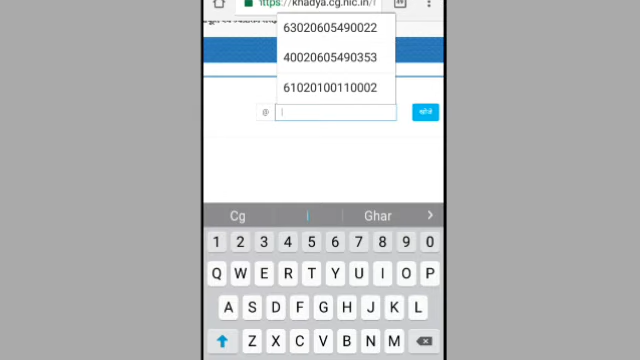 https://khadya.cg.nic.in/
63020605490022
40020605490353
61020100110002
@
खोजे
Cg
I
Ghar
1 2 3 4 5 6 7 8 9 0
Q W E R T Y U I O P
A S D F G H J K L
Z X C V B N M